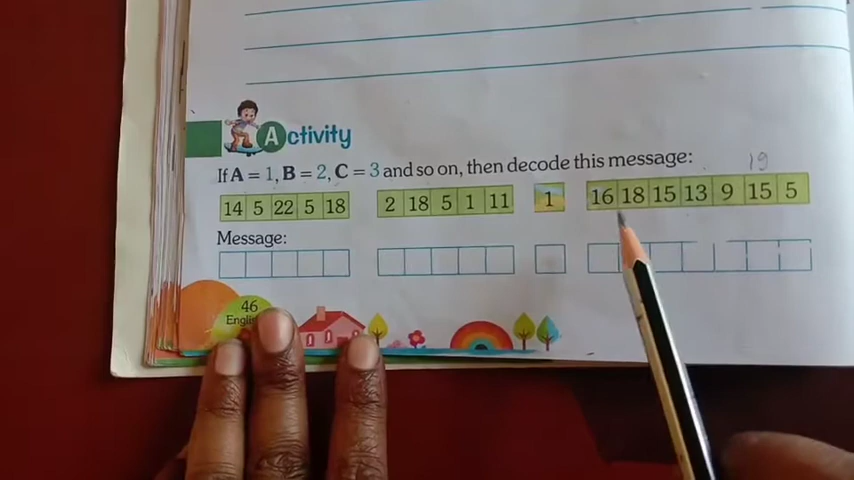 Activity
If A = 1, B = 2, C = 3 and so on, then decode this message:
19
14 5 22 5 18 2 18 5 1 11 1 16 18 15 13 9 15 5
Message:
46
English